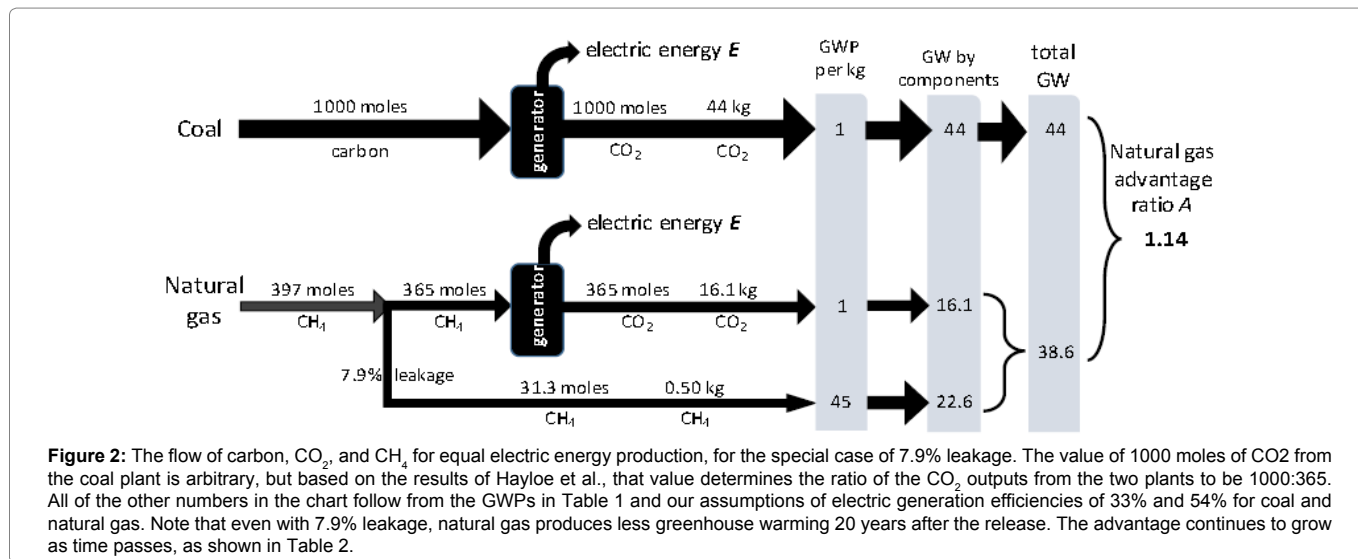 electric energy E
GWP
per kg
GW by
components
total
GW
Coal
1000 moles
carbon
generator
1000 moles
CO2
44 kg
CO2
1
44
44
Natural gas
advantage
ratio A
1.14
electric energy E
Natural
gas
397 moles
CH4
365 moles
CH4
generator
365 moles
CO2
16.1 kg
CO2
1
16.1
38.6
7.9% leakage
31.3 moles
CH4
0.50 kg
CH4
45
22.6
Figure 2: The flow of carbon, CO2, and CH4 for equal electric energy production, for the special case of 7.9% leakage. The value of 1000 moles of CO2 from
the coal plant is arbitrary, but based on the results of Hayloe et al., that value determines the ratio of the CO2 outputs from the two plants to be 1000:365.
All of the other numbers in the chart follow from the GWPs in Table 1 and our assumptions of electric generation efficiencies of 33% and 54% for coal and
natural gas. Note that even with 7.9% leakage, natural gas produces less greenhouse warming 20 years after the release. The advantage continues to grow
as time passes, as shown in Table 2.